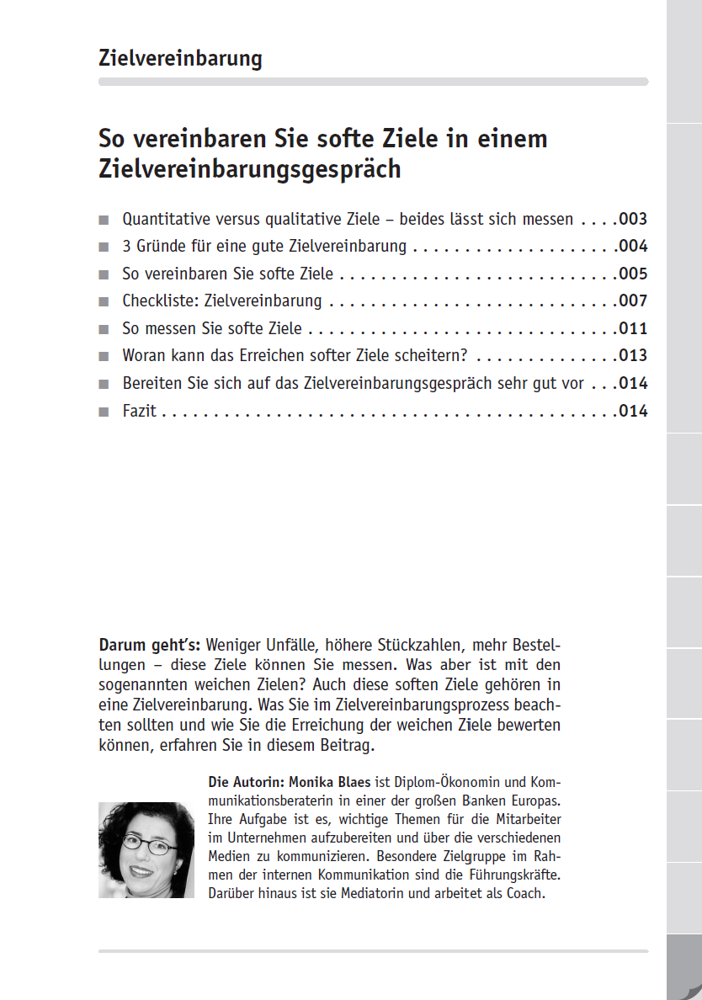 Zielvereinbarung
So vereinbaren Sie softe Ziele in einem
Zielvereinbarungsgespräch
■ Quantitative versus qualitative Ziele – beides lässt sich messen . . . .003
■ 3 Gründe für eine gute Zielvereinbarung . . . . . . . . . . . . . . . . . . . .004
■ So vereinbaren Sie softe Ziele . . . . . . . . . . . . . . . . . . . . . . . . . . .005
■ Checkliste: Zielvereinbarung . . . . . . . . . . . . . . . . . . . . . . . . . . . .007
■ So messen Sie softe Ziele . . . . . . . . . . . . . . . . . . . . . . . . . . . . . .011
■ Woran kann das Erreichen softer Ziele scheitern? . . . . . . . . . . . . . .013
■ Bereiten Sie sich auf das Zielvereinbarungsgespräch sehr gut vor . . .014
■ Fazit . . . . . . . . . . . . . . . . . . . . . . . . . . . . . . . . . . . . . . . . . . . .014
Darum geht's: Weniger Unfälle, höhere Stückzahlen, mehr Bestel-
lungen – diese Ziele können Sie messen. Was aber ist mit den
sogenannten weichen Zielen? Auch diese soften Ziele gehören in
eine Zielvereinbarung. Was Sie im Zielvereinbarungsprozess beach-
ten sollten und wie Sie die Erreichung der weichen Ziele bewerten
können, erfahren Sie in diesem Beitrag.
Die Autorin: Monika Blaes ist Diplom-Ökonomin und Kom-
munikationsberaterin in einer der großen Banken Europas.
Ihre Aufgabe ist es, wichtige Themen für die Mitarbeiter
im Unternehmen aufzubereiten und über die verschiedenen
Medien zu kommunizieren. Besondere Zielgruppe im Rah-
men der internen Kommunikation sind die Führungskräfte.
Darüber hinaus ist sie Mediatorin und arbeitet als Coach.